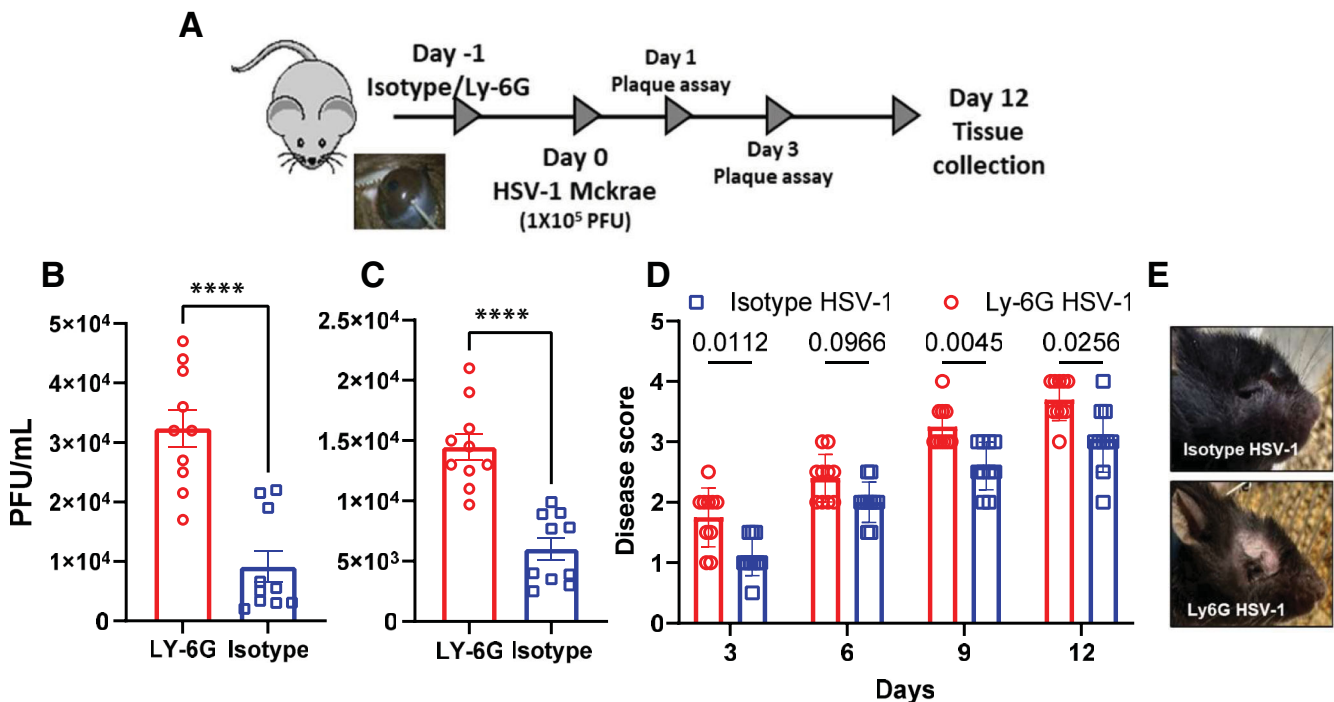 A
Day -1
Isotype/Ly-6G
Day 1
Plaque assay
Day 0
HSV-1 Mckrae
(1X10⁵ PFU)
Day 3
Plaque assay
Day 12
Tissue
collection
B
****
PFU/mL
5×10⁴
4×10⁴
3×10⁴
2×10⁴
1×10⁴
0
LY-6G Isotype
C
****
2.5×10⁴
2×10⁴
1.5×10⁴
1×10⁴
5×10³
0
LY-6G Isotype
D
Isotype HSV-1 Ly-6G HSV-1
Disease score
5
4
3
2
1
0
0.0112 0.0966 0.0045 0.0256
3 6 9 12
Days
E
Isotype HSV-1
Ly6G HSV-1